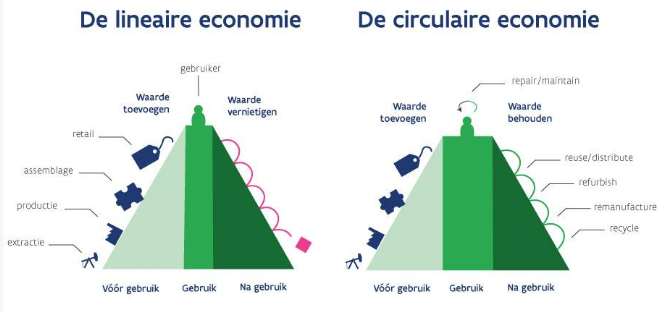 De lineaire economie
gebruiker
Waarde
toevoegen
Waarde
vernietigen
retail
assemblage
productie
extractie
Vóór gebruik
Gebruik
Na gebruik
De circulaire economie
repair/maintain
Waarde
toevoegen
Waarde
behouden
reuse/distribute
refurbish
remanufacture
recycle
Vóór gebruik
Gebruik
Na gebruik